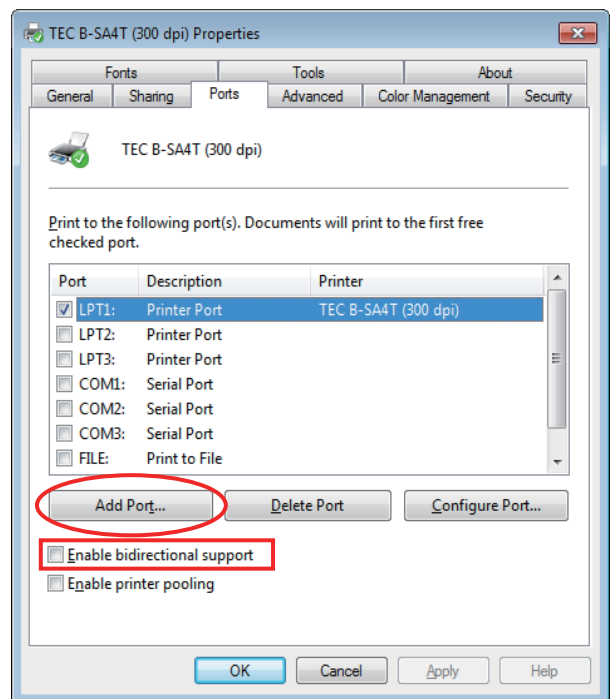 TEC B-SA4T (300 dpi) Properties
Fonts Tools About
General Sharing Ports Advanced Color Management Security
TEC B-SA4T (300 dpi)
Print to the following port(s). Documents will print to the first free
checked port.
Port Description Printer
LPT1: Printer Port TEC B-SA4T (300 dpi)
LPT2: Printer Port
LPT3: Printer Port
COM1: Serial Port
COM2: Serial Port
COM3: Serial Port
FILE: Print to File
Add Port... Delete Port Configure Port...
Enable bidirectional support
Enable printer pooling
OK Cancel Apply Help